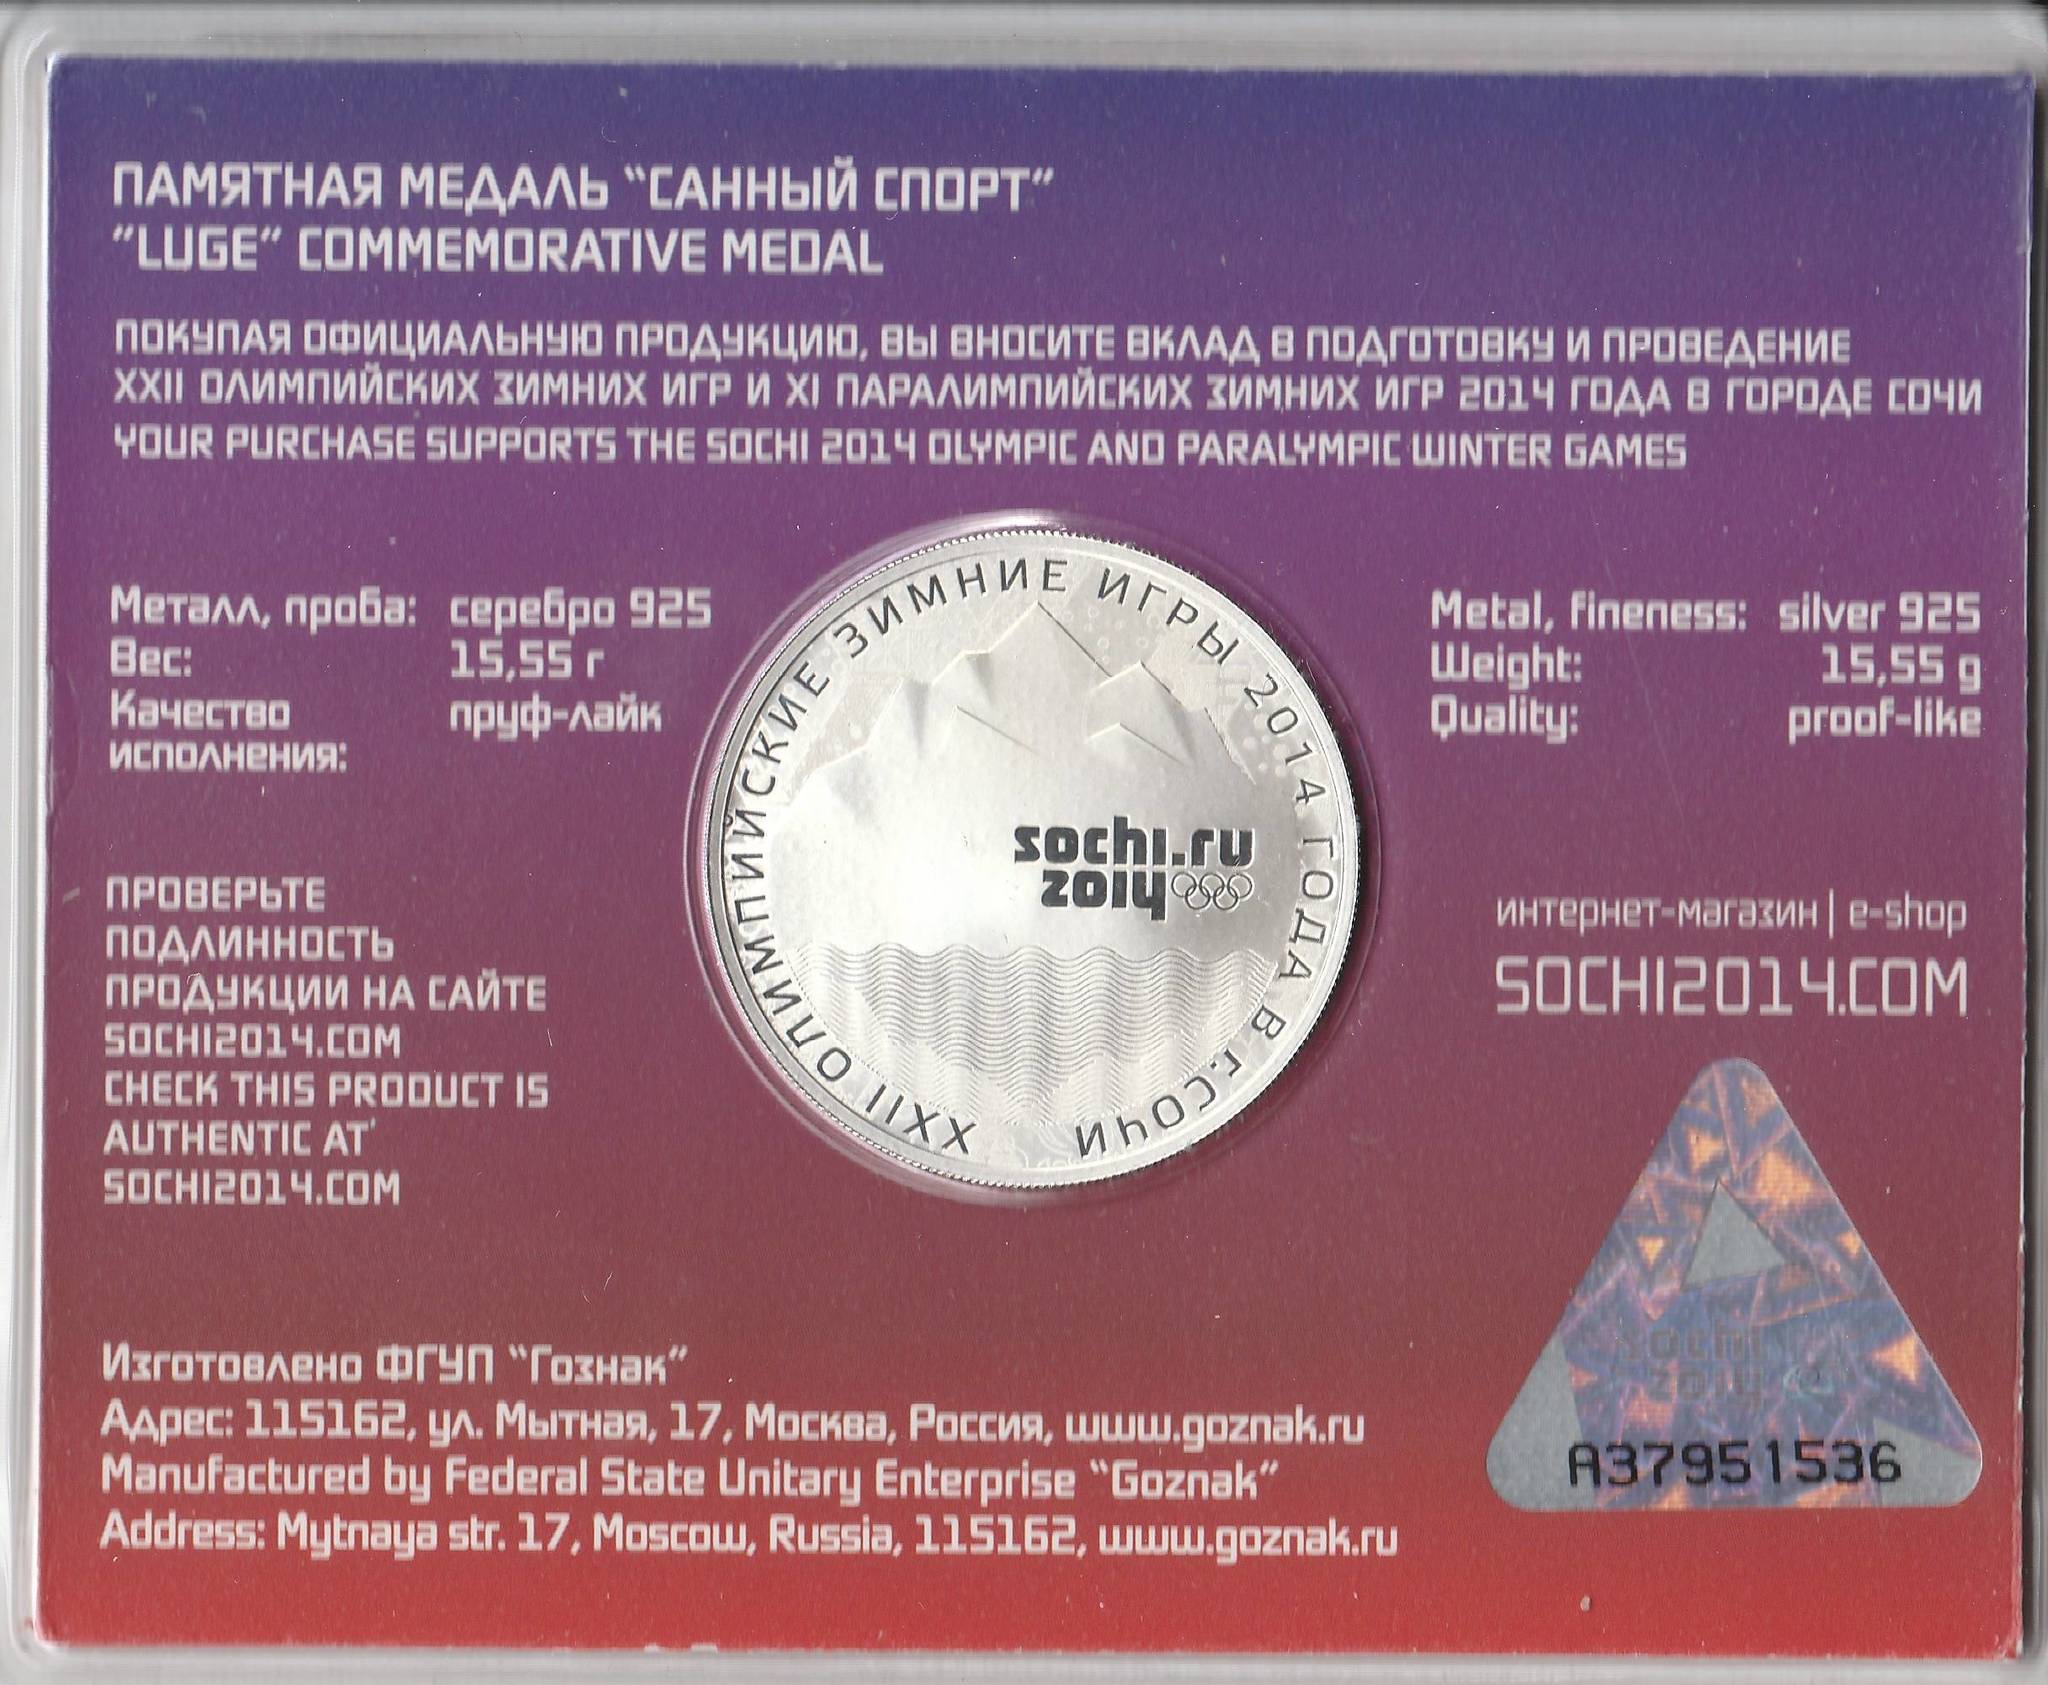 ПАМЯТНАЯ МЕДАЛЬ “САННЫЙ СПОРТ”
”LUGE” COMMEMORATIVE MEDAL
ПОКУПАЯ ОФИЦИАЛЬНУЮ ПРОДУКЦИЮ, ВЫ ВНОСИТЕ ВКЛАД В ПОДГОТОВКУ И ПРОВЕДЕНИЕ
XXII ОЛИМПИЙСКИХ ЗИМНИХ ИГР И XI ПАРАЛИМПИЙСКИХ ЗИМНИХ ИГР 2014 ГОДА В ГОРОДЕ СОЧИ
YOUR PURCHASE SUPPORTS THE SOCHI 2014 OLYMPIC AND PARALYMPIC WINTER GAMES
Металл, проба: серебро 925
Вес: 15,55 г
Качество пруф-лайк
исполнения:
XXII ОЛИМПИЙСКИЕ ЗИМНИЕ ИГРЫ 2014 ГОДА В г.СОЧИ
sochi.ru
2014
Metal, fineness: silver 925
Weight: 15,55 g
Quality: proof-like
ПРОВЕРЬТЕ
ПОДЛИННОСТЬ
ПРОДУКЦИИ НА САЙТЕ
SOCHI2014.COM
CHECK THIS PRODUCT IS
AUTHENTIC AT
SOCHI2014.COM
интернет-магазин | e-shop
SOCHI2014.COM
sochi
2014
A37951536
Изготовлено ФГУП “Гознак”
Адрес: 115162, ул. Мытная, 17, Москва, Россия, www.goznak.ru
Manufactured by Federal State Unitary Enterprise “Goznak”
Address: Mytnaya str. 17, Moscow, Russia, 115162, www.goznak.ru